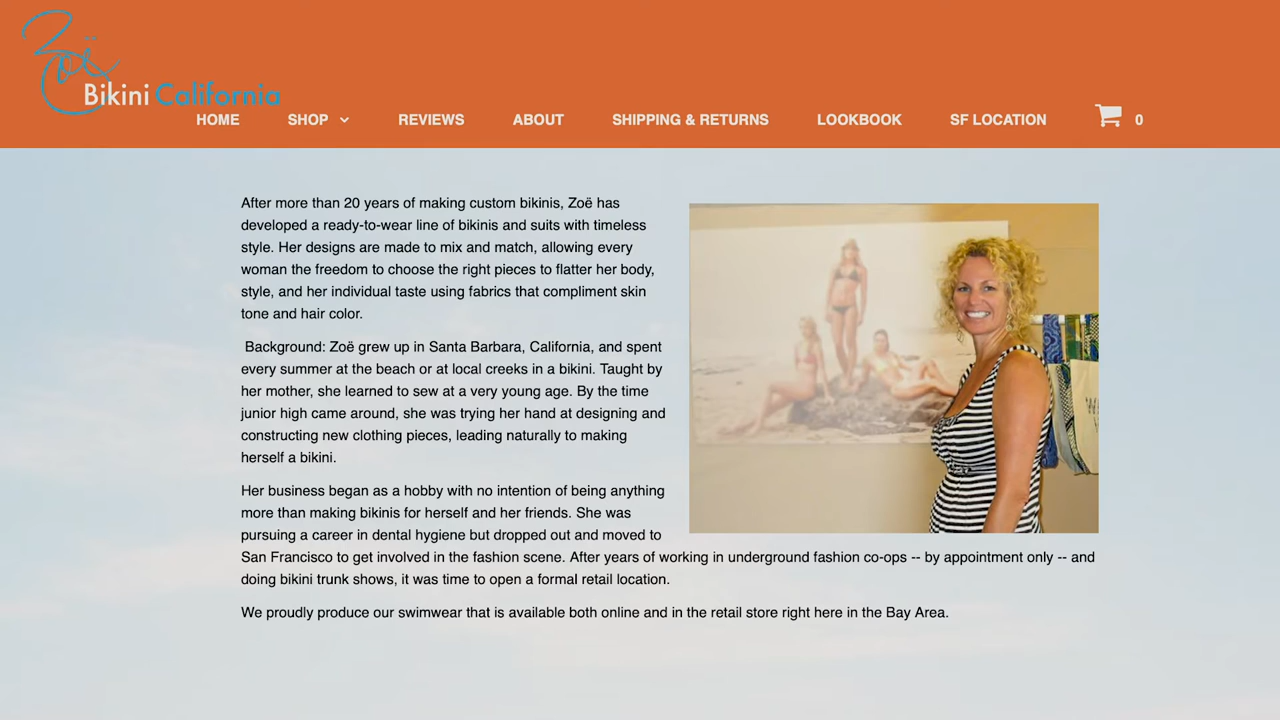 Zoë
Bikini California
HOME SHOP REVIEWS ABOUT SHIPPING & RETURNS LOOKBOOK SF LOCATION 0
After more than 20 years of making custom bikinis, Zoë has
developed a ready-to-wear line of bikinis and suits with timeless
style. Her designs are made to mix and match, allowing every
woman the freedom to choose the right pieces to flatter her body,
style, and her individual taste using fabrics that compliment skin
tone and hair color.
Background: Zoë grew up in Santa Barbara, California, and spent
every summer at the beach or at local creeks in a bikini. Taught by
her mother, she learned to sew at a very young age. By the time
junior high came around, she was trying her hand at designing and
constructing new clothing pieces, leading naturally to making
herself a bikini.
Her business began as a hobby with no intention of being anything
more than making bikinis for herself and her friends. She was
pursuing a career in dental hygiene but dropped out and moved to
San Francisco to get involved in the fashion scene. After years of working in underground fashion co-ops -- by appointment only -- and
doing bikini trunk shows, it was time to open a formal retail location.
We proudly produce our swimwear that is available both online and in the retail store right here in the Bay Area.